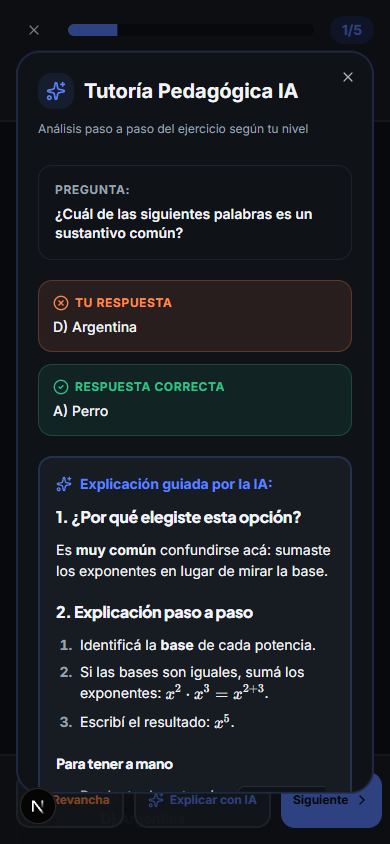 1/5
Tutoría Pedagógica IA
Análisis paso a paso del ejercicio según tu nivel
PREGUNTA:
¿Cuál de las siguientes palabras es un
sustantivo común?
TU RESPUESTA
D) Argentina
RESPUESTA CORRECTA
A) Perro
Explicación guiada por la IA:
1. ¿Por qué elegiste esta opción?
Es muy común confundirse acá: sumaste
los exponentes en lugar de mirar la base.
2. Explicación paso a paso
1. Identificá la base de cada potencia.
2. Si las bases son iguales, sumá los
exponentes: x² · x³ = x²⁺³.
3. Escribí el resultado: x⁵.
Para tener a mano
N Revancha Explicar con IA Siguiente